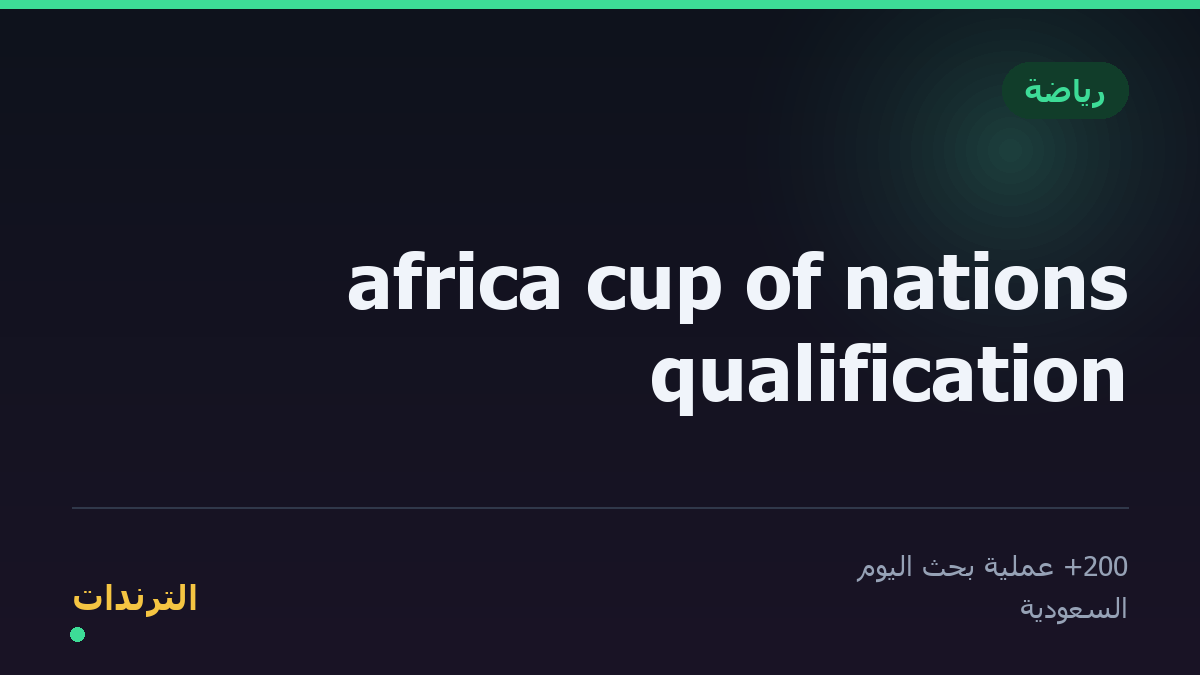 رياضة
africa cup of nations
qualification
+200 عملية بحث اليوم
السعودية
الترندات